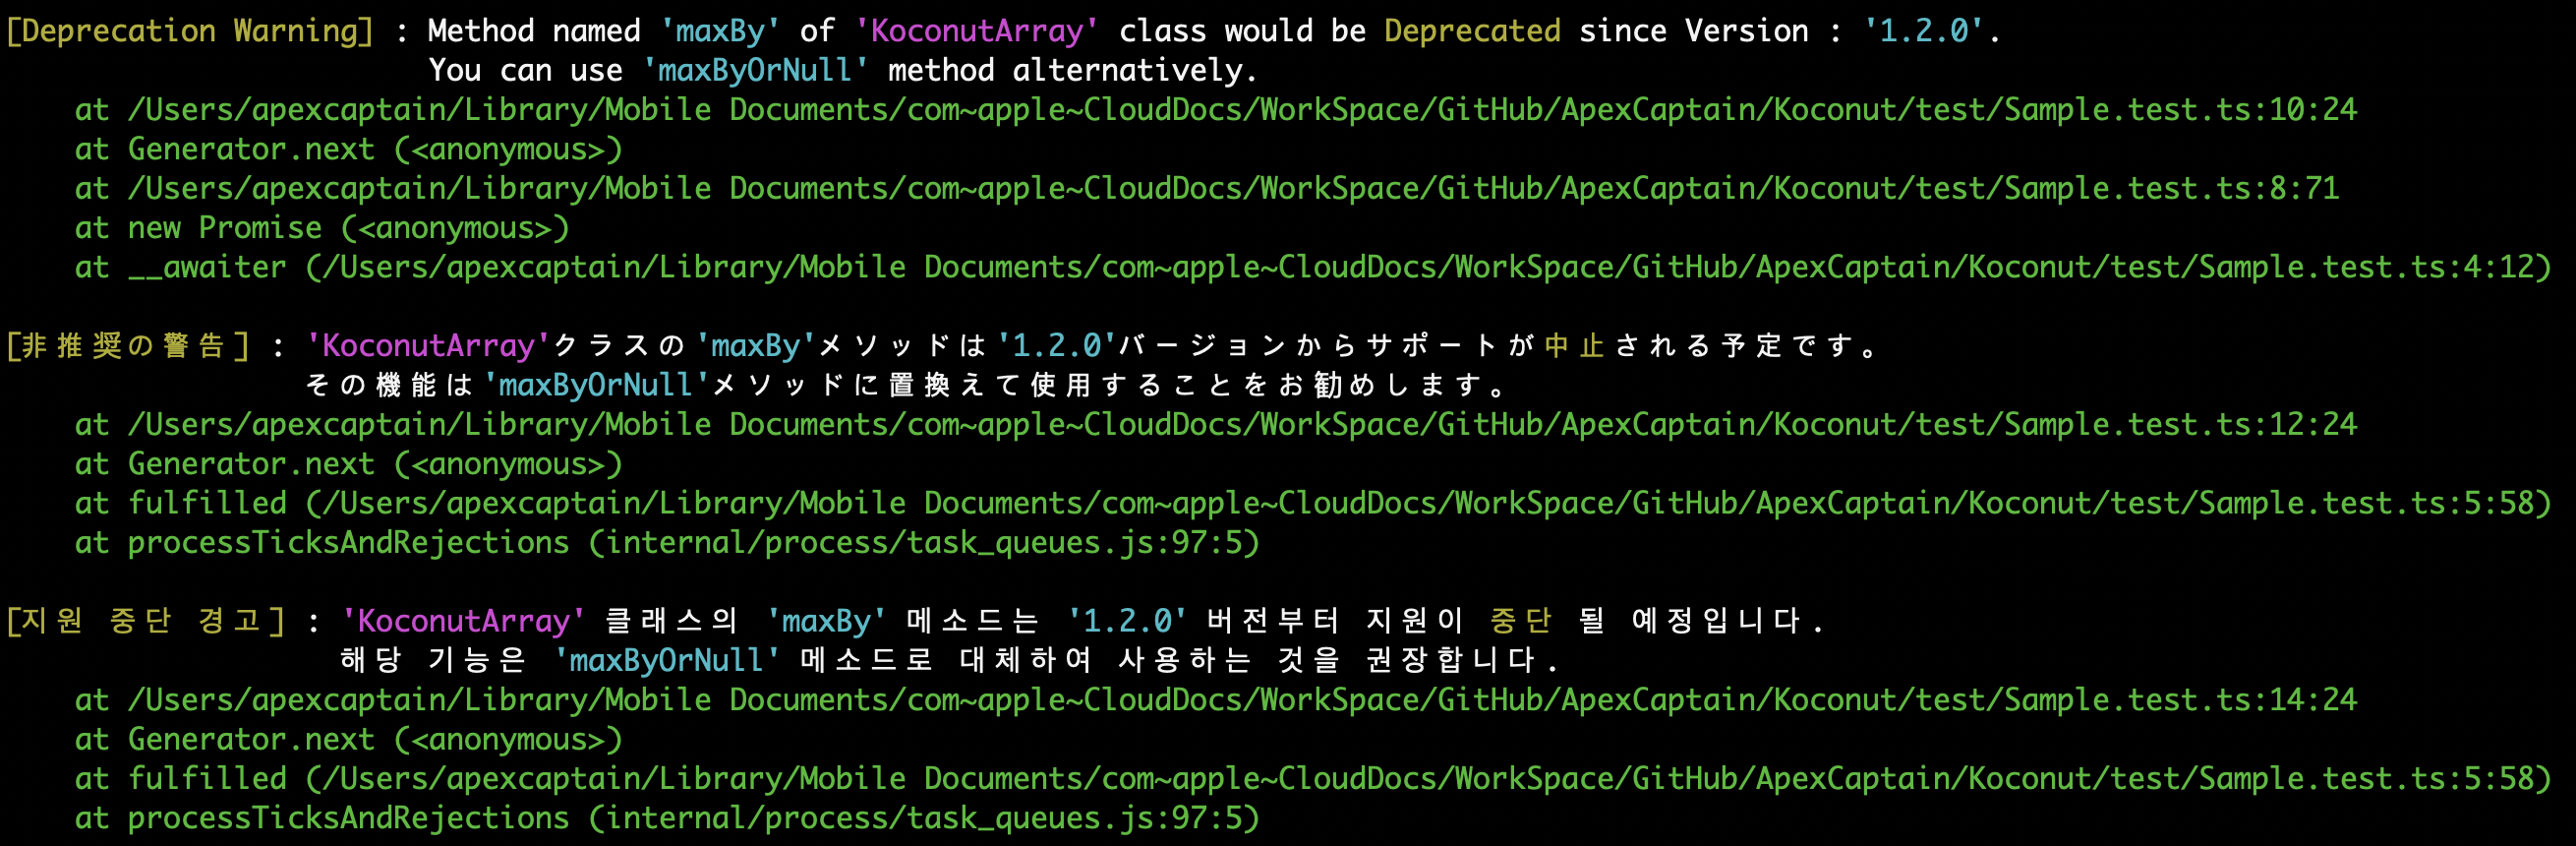 [Deprecation Warning] : Method named 'maxBy' of 'KoconutArray' class would be Deprecated since Version : '1.2.0'.
You can use 'maxByOrNull' method alternatively.
at /Users/apexcaptain/Library/Mobile Documents/com~apple~CloudDocs/WorkSpace/GitHub/ApexCaptain/Koconut/test/Sample.test.ts:10:24
at Generator.next (<anonymous>)
at /Users/apexcaptain/Library/Mobile Documents/com~apple~CloudDocs/WorkSpace/GitHub/ApexCaptain/Koconut/test/Sample.test.ts:8:71
at new Promise (<anonymous>)
at __awaiter (/Users/apexcaptain/Library/Mobile Documents/com~apple~CloudDocs/WorkSpace/GitHub/ApexCaptain/Koconut/test/Sample.test.ts:4:12)
[非推奨の警告] : 'KoconutArray'クラスの'maxBy'メソッドは'1.2.0'バージョンからサポートが中止される予定です。
その機能は'maxByOrNull'メソッドに置換えて使用することをお勧めします。
at /Users/apexcaptain/Library/Mobile Documents/com~apple~CloudDocs/WorkSpace/GitHub/ApexCaptain/Koconut/test/Sample.test.ts:12:24
at Generator.next (<anonymous>)
at fulfilled (/Users/apexcaptain/Library/Mobile Documents/com~apple~CloudDocs/WorkSpace/GitHub/ApexCaptain/Koconut/test/Sample.test.ts:5:58)
at processTicksAndRejections (internal/process/task_queues.js:97:5)
[지원 중단 경고] : 'KoconutArray' 클래스의 'maxBy' 메소드는 '1.2.0' 버전부터 지원이 중단 될 예정입니다.
해당 기능은 'maxByOrNull' 메소드로 대체하여 사용하는 것을 권장합니다.
at /Users/apexcaptain/Library/Mobile Documents/com~apple~CloudDocs/WorkSpace/GitHub/ApexCaptain/Koconut/test/Sample.test.ts:14:24
at Generator.next (<anonymous>)
at fulfilled (/Users/apexcaptain/Library/Mobile Documents/com~apple~CloudDocs/WorkSpace/GitHub/ApexCaptain/Koconut/test/Sample.test.ts:5:58)
at processTicksAndRejections (internal/process/task_queues.js:97:5)